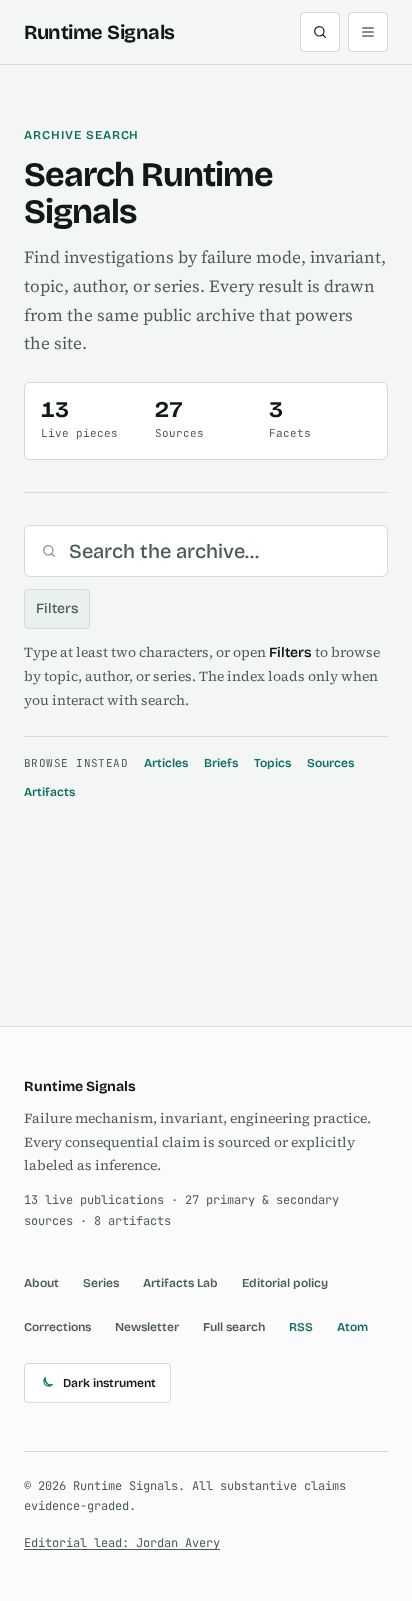 Runtime Signals
ARCHIVE SEARCH
Search Runtime
Signals
Find investigations by failure mode, invariant,
topic, author, or series. Every result is drawn
from the same public archive that powers
the site.
13 27 3
Live pieces Sources Facets
Search the archive...
Filters
Type at least two characters, or open Filters to browse
by topic, author, or series. The index loads only when
you interact with search.
BROWSE INSTEAD Articles Briefs Topics Sources
Artifacts
Runtime Signals
Failure mechanism, invariant, engineering practice.
Every consequential claim is sourced or explicitly
labeled as inference.
13 live publications · 27 primary & secondary
sources · 8 artifacts
About Series Artifacts Lab Editorial policy
Corrections Newsletter Full search RSS Atom
Dark instrument
© 2026 Runtime Signals. All substantive claims
evidence-graded.
Editorial lead: Jordan Avery